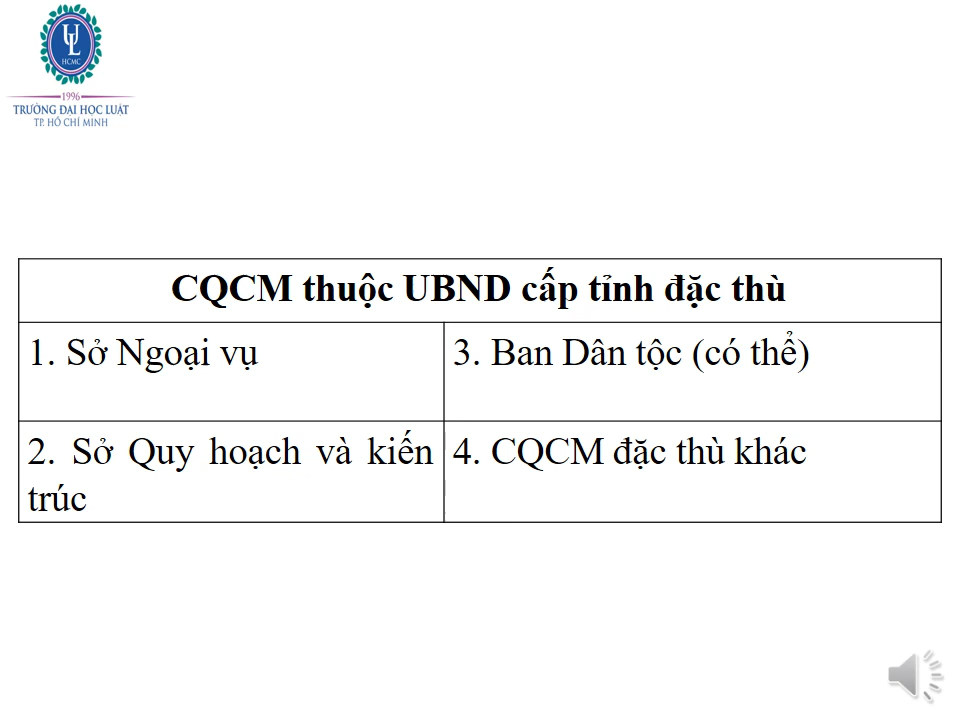 UL
HCMC
1996
TRƯỜNG ĐẠI HỌC LUẬT
TP. HỒ CHÍ MINH
CQCM thuộc UBND cấp tỉnh đặc thù
1. Sở Ngoại vụ
3. Ban Dân tộc (có thể)
2. Sở Quy hoạch và kiến
trúc
4. CQCM đặc thù khác